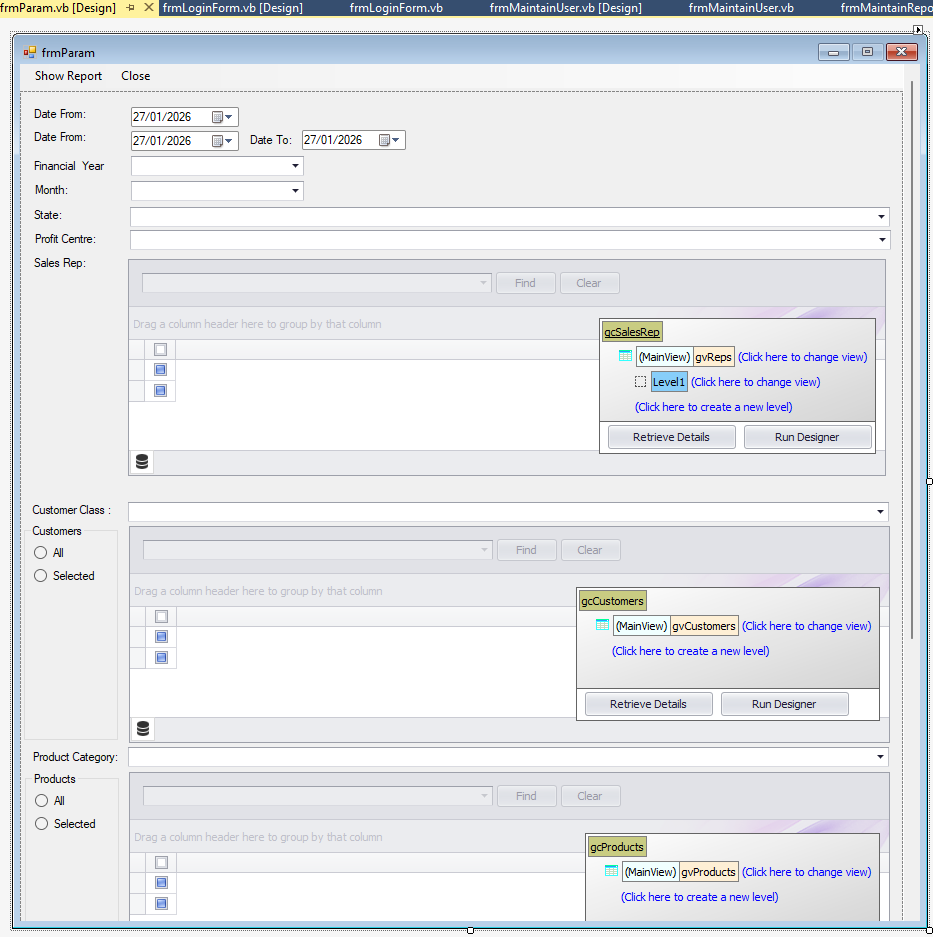 frmParam.vb [Design] frmLoginForm.vb [Design] frmLoginForm.vb frmMaintainUser.vb [Design] frmMaintainUser.vb frmMaintainRepo
frmParam
Show Report Close
Date From: 27/01/2026
Date From: 27/01/2026 Date To: 27/01/2026
Financial Year
Month:
State:
Profit Centre:
Sales Rep:
Find Clear
Drag a column header here to group by that column
gcSalesRep
(MainView) gvReps (Click here to change view)
Level1 (Click here to change view)
(Click here to create a new level)
Retrieve Details Run Designer
Customer Class :
Customers
All
Selected
Find Clear
Drag a column header here to group by that column
gcCustomers
(MainView) gvCustomers (Click here to change view)
(Click here to create a new level)
Retrieve Details Run Designer
Product Category:
Products
All
Selected
Find Clear
Drag a column header here to group by that column
gcProducts
(MainView) gvProducts (Click here to change view)
(Click here to create a new level)